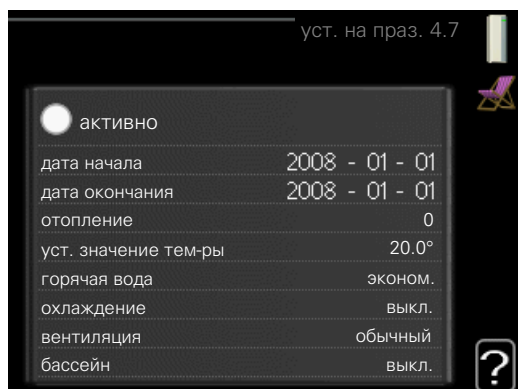 уст. на праз. 4.7
активно
дата начала 2008 - 01 - 01
дата окончания 2008 - 01 - 01
отопление 0
уст. значение тем-ры 20.0°
горячая вода эконом.
охлаждение выкл.
вентиляция обычный
бассейн выкл.
?